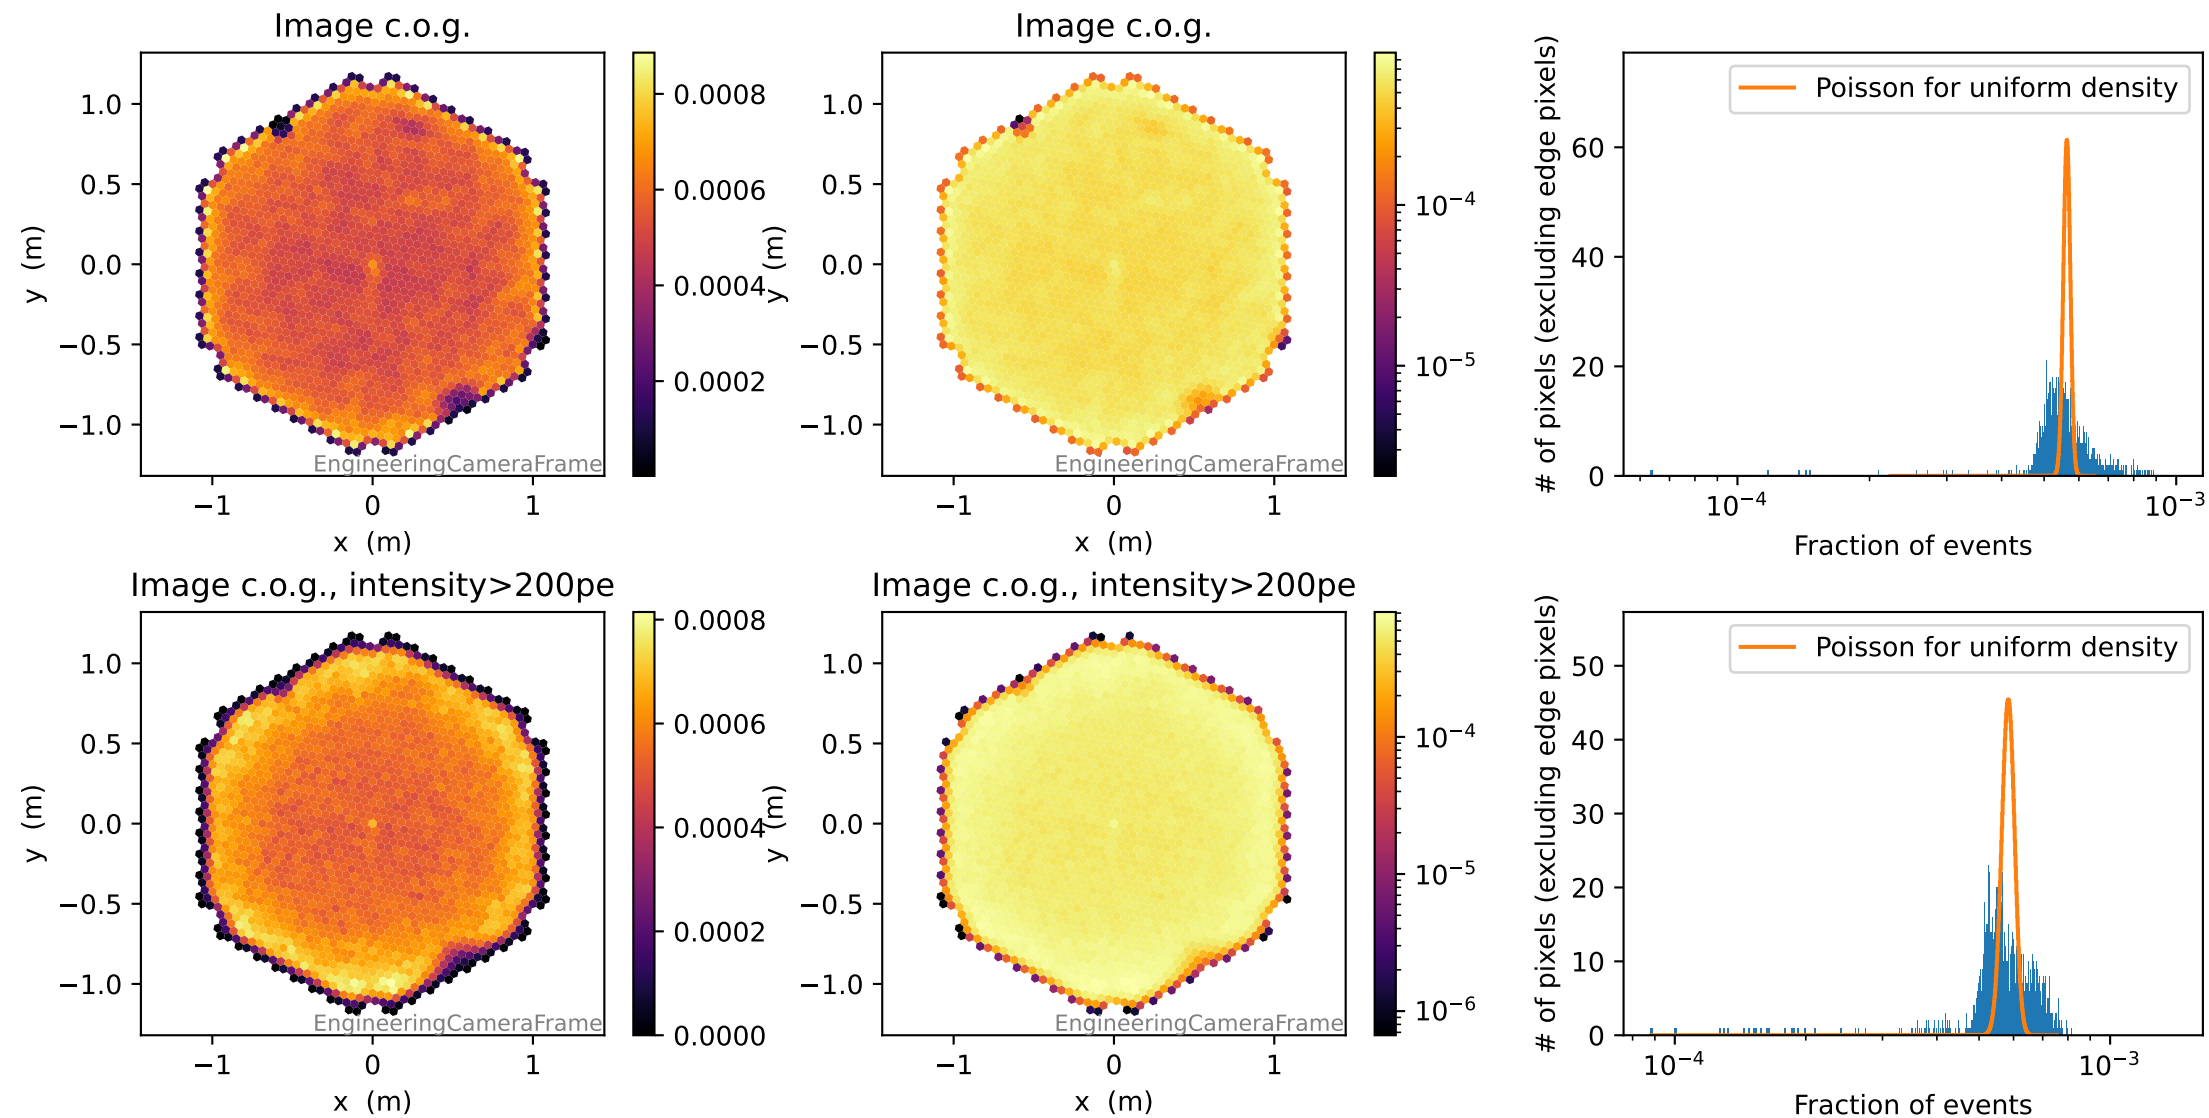 Image c.o.g.
1.0
0.5
0.0
−0.5
−1.0
y (m)
−1
0
1
x (m)
EngineeringCameraFrame
0.0008
0.0006
0.0004
0.0002
Image c.o.g.
1.0
0.5
0.0
−0.5
−1.0
y (m)
−1
0
1
x (m)
EngineeringCameraFrame
10⁻⁴
10⁻⁵
# of pixels (excluding edge pixels)
60
40
20
0
Poisson for uniform density
10⁻⁴
10⁻³
Fraction of events
Image c.o.g., intensity>200pe
1.0
0.5
0.0
−0.5
−1.0
y (m)
−1
0
1
x (m)
EngineeringCameraFrame
0.0008
0.0006
0.0004
0.0002
0.0000
Image c.o.g., intensity>200pe
1.0
0.5
0.0
−0.5
−1.0
y (m)
−1
0
1
x (m)
EngineeringCameraFrame
10⁻⁴
10⁻⁵
10⁻⁶
# of pixels (excluding edge pixels)
50
40
30
20
10
0
Poisson for uniform density
10⁻⁴
10⁻³
Fraction of events